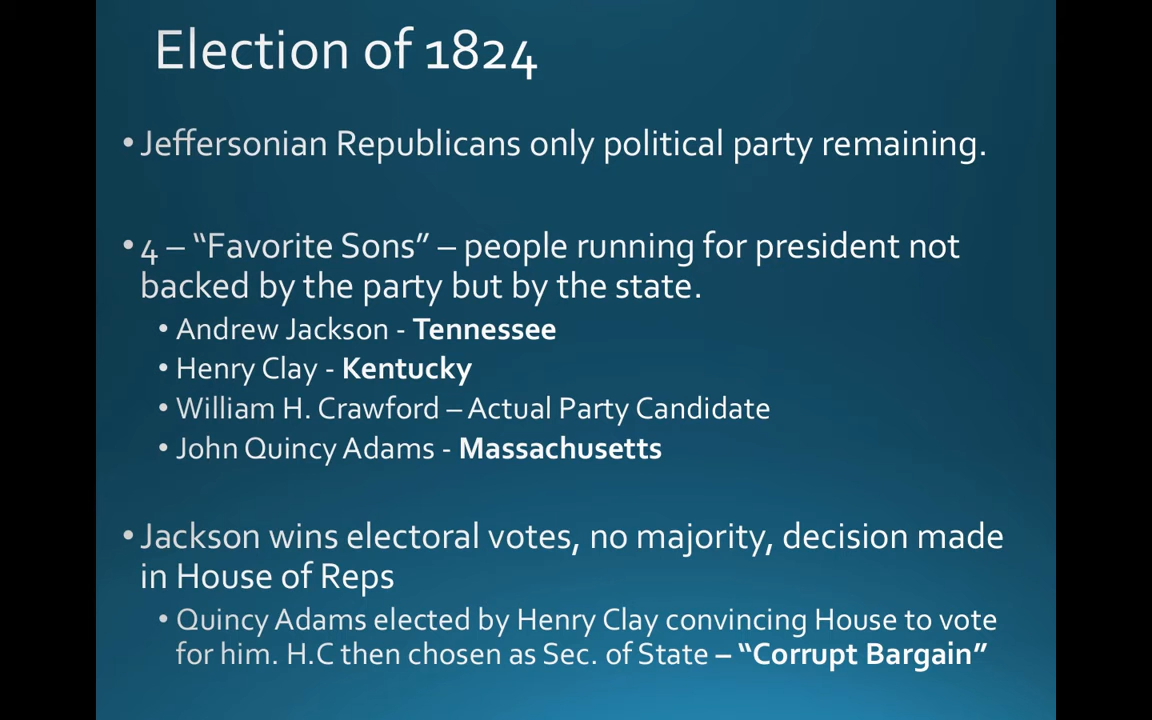 Election of 1824
• Jeffersonian Republicans only political party remaining.
• 4 – “Favorite Sons” – people running for president not
backed by the party but by the state.
• Andrew Jackson - Tennessee
• Henry Clay - Kentucky
• William H. Crawford – Actual Party Candidate
• John Quincy Adams - Massachusetts
• Jackson wins electoral votes, no majority, decision made
in House of Reps
• Quincy Adams elected by Henry Clay convincing House to vote
for him. H.C then chosen as Sec. of State – “Corrupt Bargain”